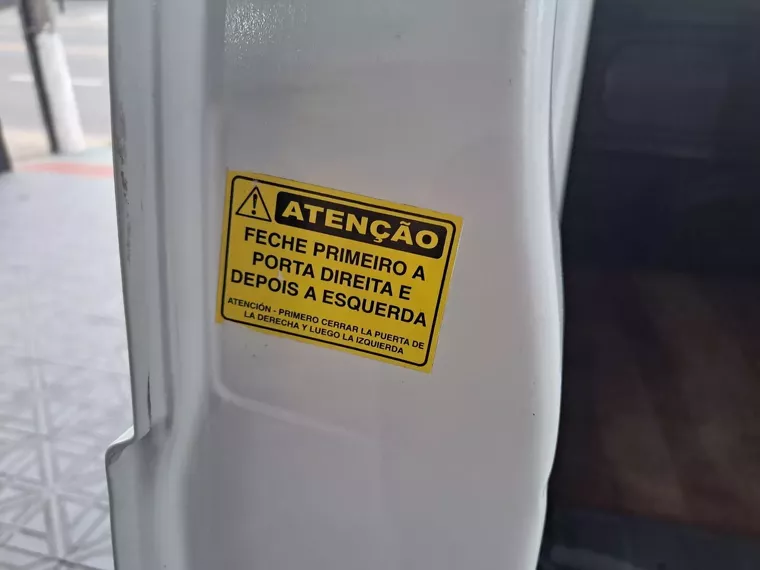 ATENÇÃO
FECHE PRIMEIRO A
PORTA DIREITA E
DEPOIS A ESQUERDA
ATENCIÓN - PRIMERO CERRAR LA PUERTA DE
LA DERECHA Y LUEGO LA IZQUIERDA